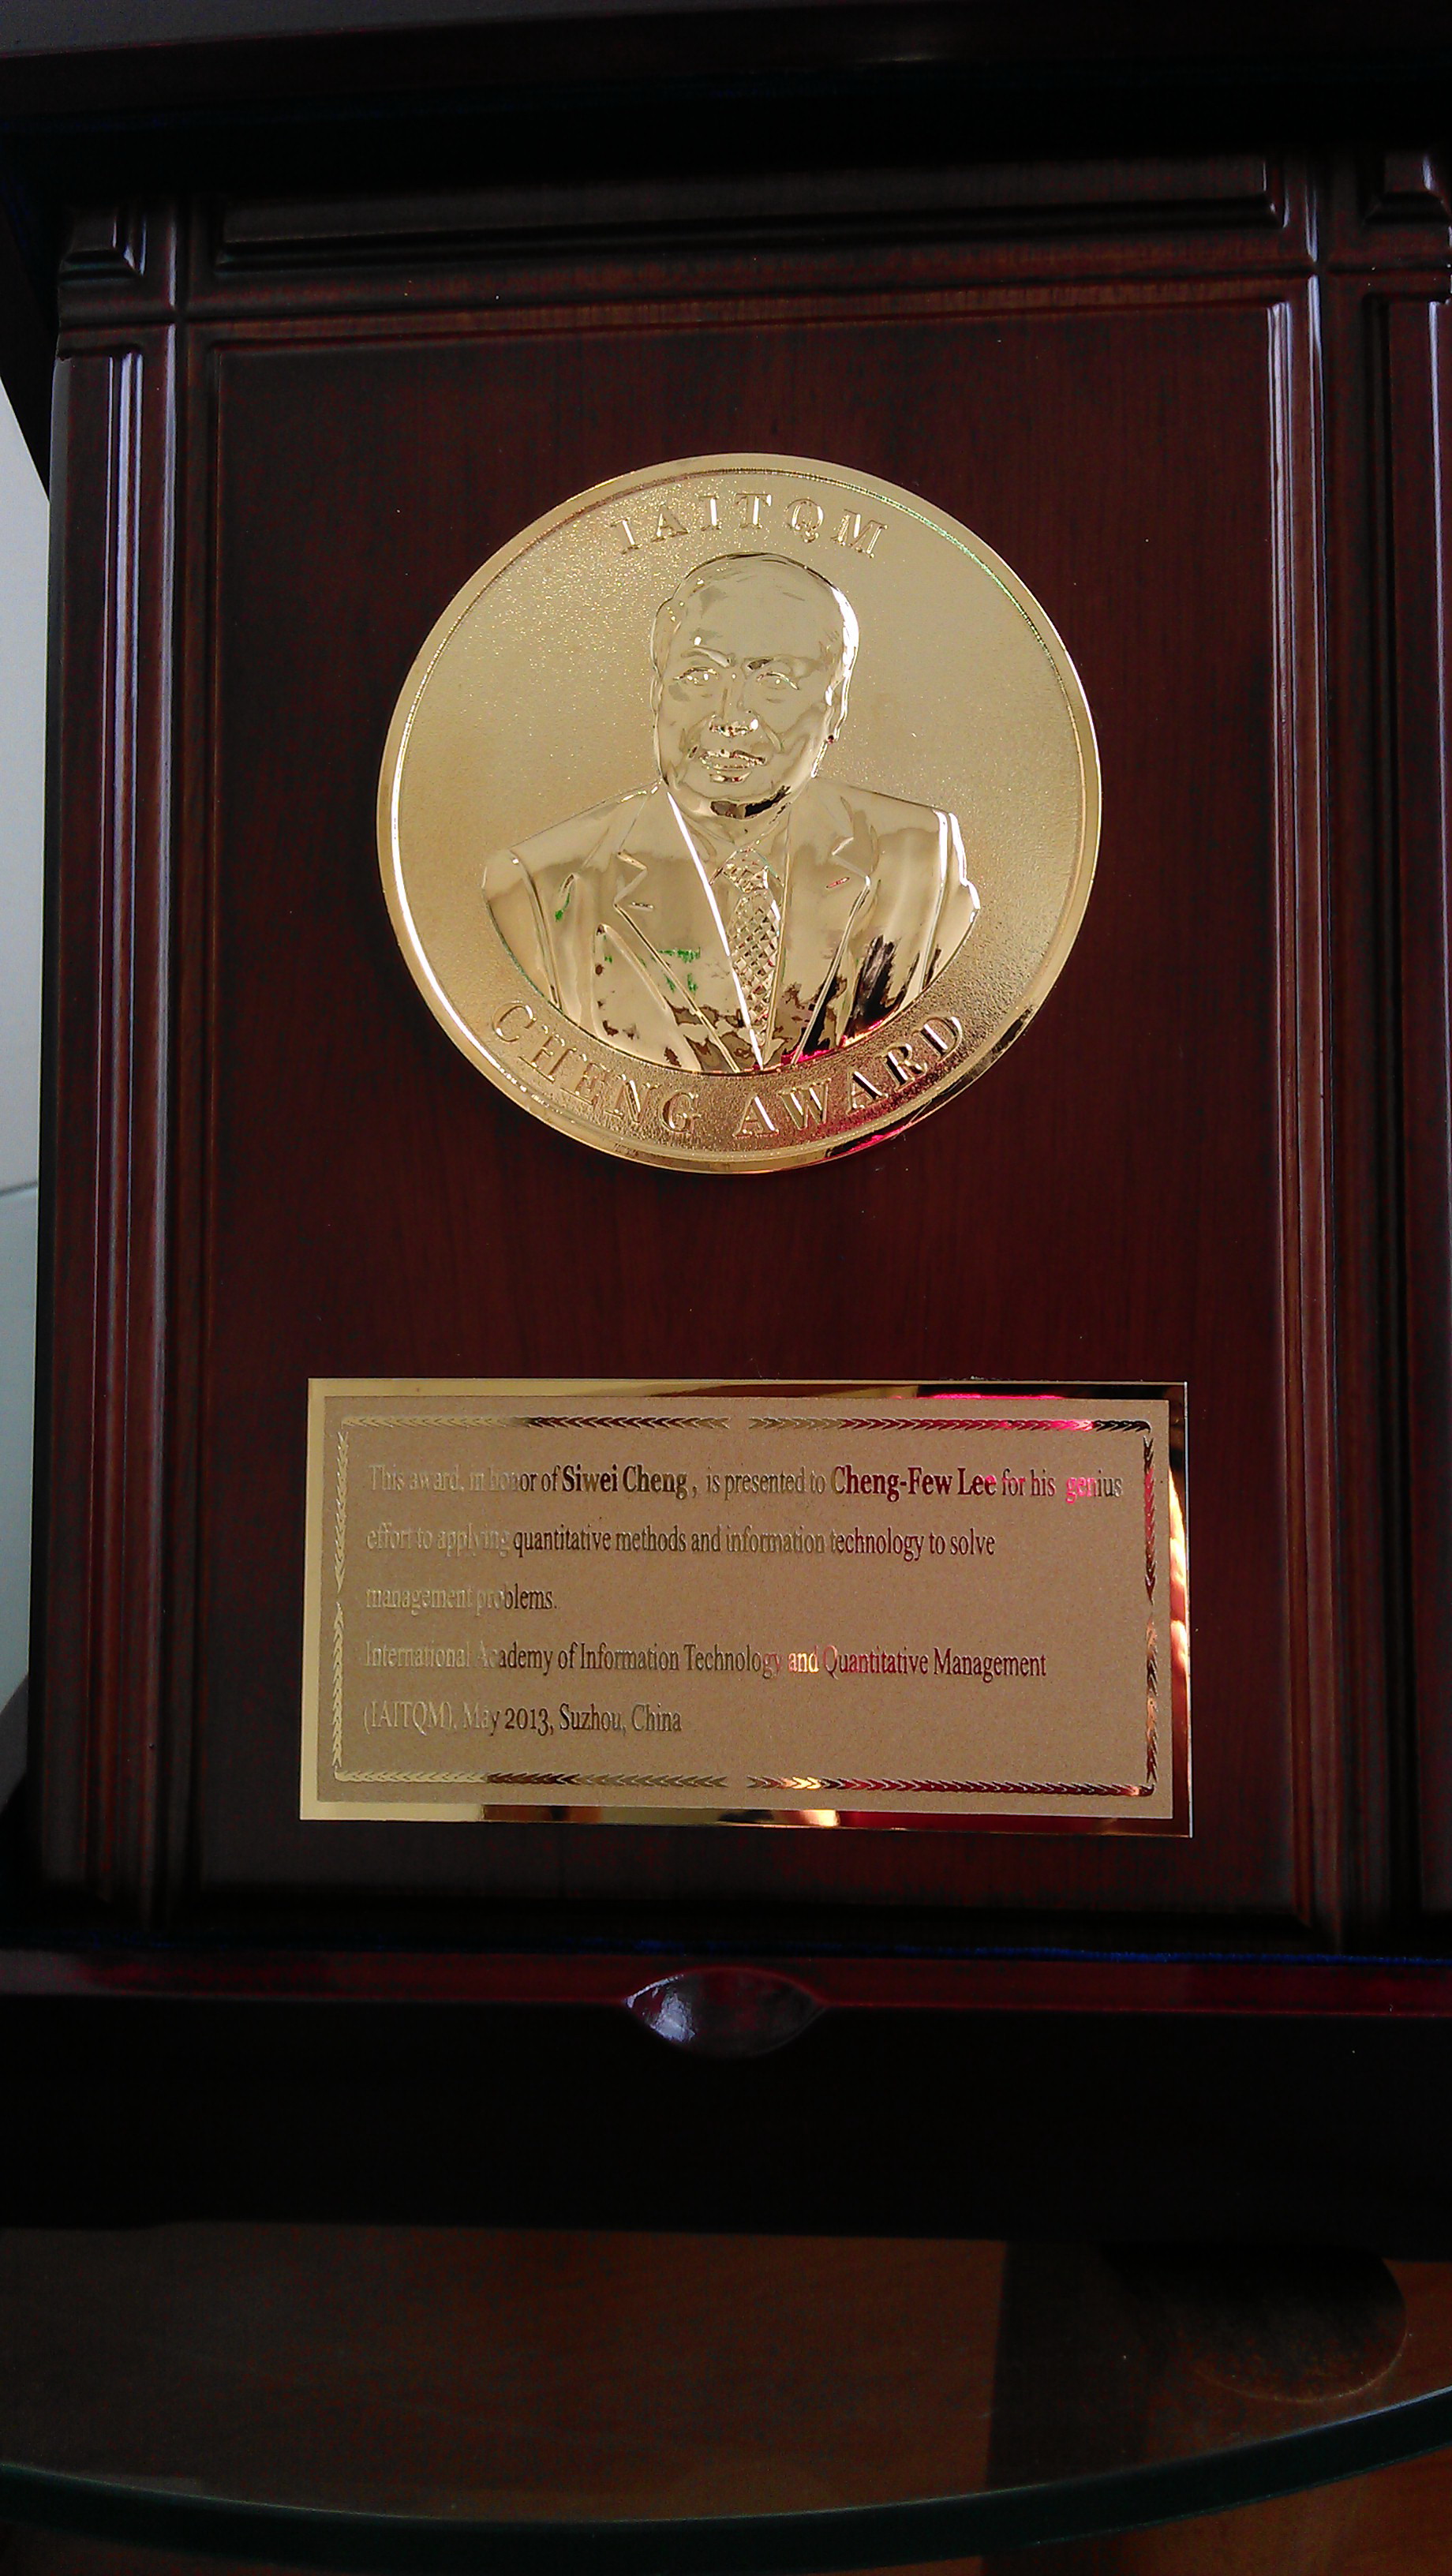 IAITQM
CHENG AWARD
This award, in honor of Siwei Cheng, is presented to Cheng-Few Lee for his genius
effort to applying quantitative methods and information technology to solve
management problems.
International Academy of Information Technology and Quantitative Management
(IAITQM), May 2013, Suzhou, China